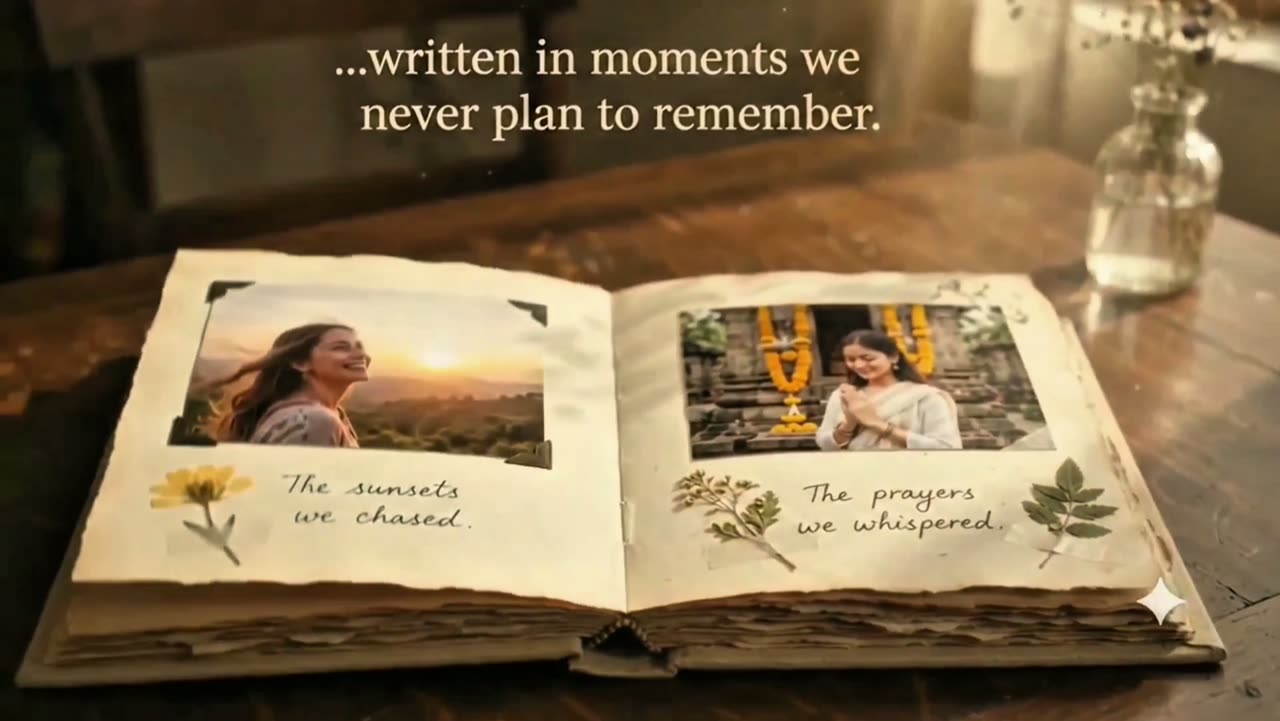 ...written in moments we
never plan to remember.
The sunsets
we chased.
The prayers
we whispered.